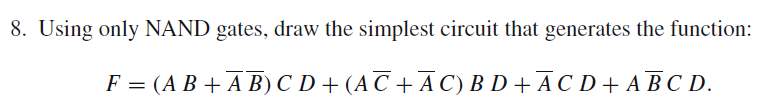 8. Using only NAND gates, draw the simplest circuit that generates the function:
F = (A B + A̅ B̅) C D + (A C̅ + A̅ C) B D + A̅ C D + A B̅ C D.